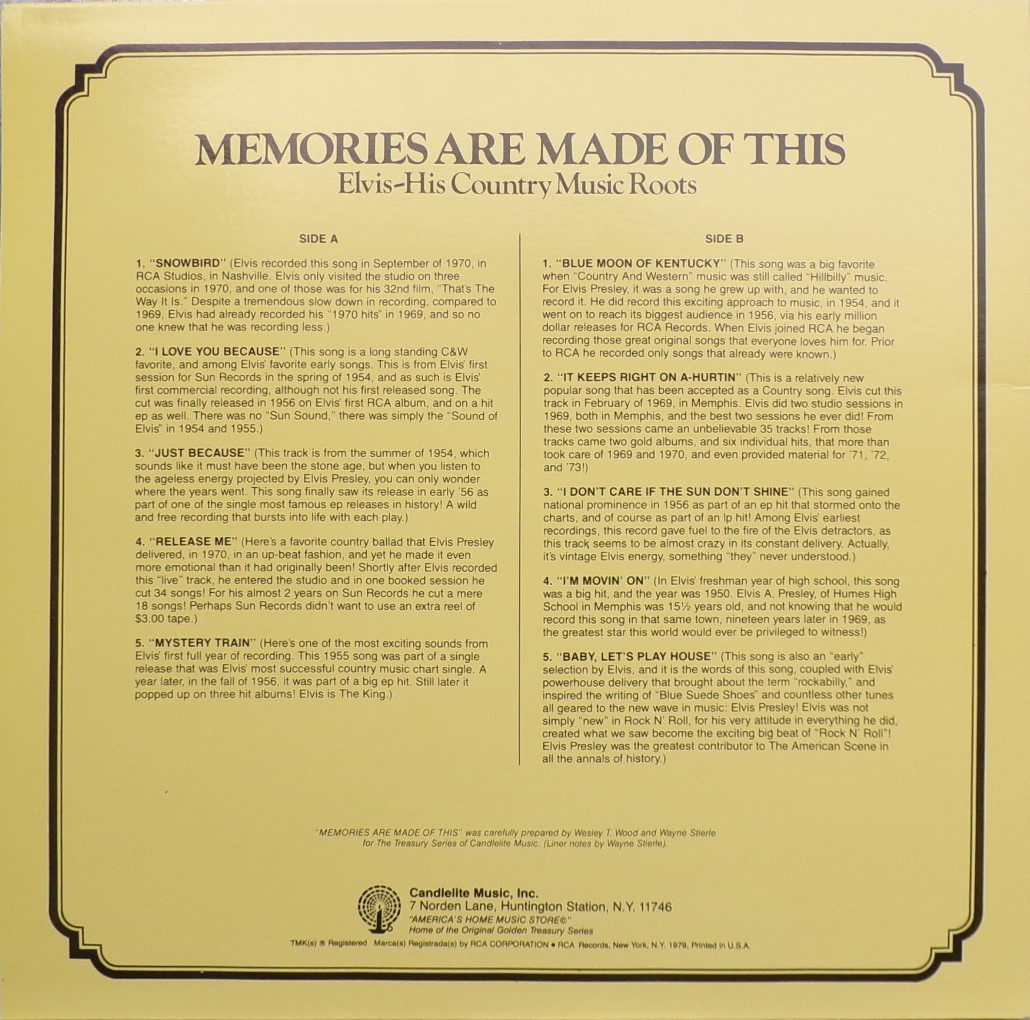 MEMORIES ARE MADE OF THIS
Elvis-His Country Music Roots
SIDE A
1. "SNOWBIRD" (Elvis recorded this song in September of 1970, in
RCA Studios, in Nashville. Elvis only visited the studio on three
occasions in 1970, and one of those was for his 32nd film, "That's The
Way It Is." Despite a tremendous slow down in recording, compared to
1969, Elvis had already recorded his "1970 hits" in 1969, and so no
one knew that he was recording less.)
2. "I LOVE YOU BECAUSE" (This song is a long standing C&W
favorite, and among Elvis' favorite early songs. This is from Elvis' first
session for Sun Records in the spring of 1954, and as such is Elvis'
first commercial recording, although not his first released song. The
cut was finally released in 1956 on Elvis' first RCA album, and on a hit
ep as well. There was no "Sun Sound," there was simply the "Sound of
Elvis" in 1954 and 1955.)
3. "JUST BECAUSE" (This track is from the summer of 1954, which
sounds like it must have been the stone age, but when you listen to
the ageless energy projected by Elvis Presley, you can only wonder
where the years went. This song finally saw its release in early '56 as
part of one of the single most famous ep releases in history! A wild
and free recording that bursts into life with each play.)
4. "RELEASE ME" (Here's a favorite country ballad that Elvis Presley
delivered, in 1970, in an up-beat fashion, and yet he made it even
more emotional than it had originally been! Shortly after Elvis recorded
this "live" track, he entered the studio and in one booked session he
cut 34 songs! For his almost 2 years on Sun Records he cut a mere
18 songs! Perhaps Sun Records didn't want to use an extra reel of
$3.00 tape.)
5. "MYSTERY TRAIN" (Here's one of the most exciting sounds from
Elvis' first full year of recording. This 1955 song was part of a single
release that was Elvis' most successful country music chart single. A
year later, in the fall of 1956, it was part of a big ep hit. Still later it
popped up on three hit albums! Elvis is The King.)
SIDE B
1. "BLUE MOON OF KENTUCKY" (This song was a big favorite
when "Country And Western" music was still called "Hillbilly" music.
For Elvis Presley, it was a song he grew up with, and he wanted to
record it. He did record this exciting approach to music, in 1954, and it
went on to reach its biggest audience in 1956, via his early million
dollar releases for RCA Records. When Elvis joined RCA he began
recording those great original songs that everyone loves him for. Prior
to RCA he recorded only songs that already were known.)
2. "IT KEEPS RIGHT ON A-HURTIN" (This is a relatively new
popular song that has been accepted as a Country song. Elvis cut this
track in February of 1969, in Memphis. Elvis did two studio sessions in
1969, both in Memphis, and the best two sessions he ever did! From
these two sessions came an unbelievable 35 tracks! From those
tracks came two gold albums, and six individual hits, that more than
took care of 1969 and 1970, and even provided material for '71, '72,
and '73!)
3. "I DON'T CARE IF THE SUN DON'T SHINE" (This song gained
national prominence in 1956 as part of an ep hit that stormed onto the
charts, and of course as part of an lp hit! Among Elvis' earliest
recordings, this record gave fuel to the fire of the Elvis detractors, as
this track seems to be almost crazy in its constant delivery. Actually,
it's vintage Elvis energy, something "they" never understood.)
4. "I'M MOVIN' ON" (In Elvis' freshman year of high school, this song
was a big hit, and the year was 1950. Elvis A. Presley, of Humes High
School in Memphis was 15½ years old, and not knowing that he would
record this song in that same town, nineteen years later in 1969, as
the greatest star this world would ever be privileged to witness!)
5. "BABY, LET'S PLAY HOUSE" (This song is also an "early"
selection by Elvis, and it is the words of this song, coupled with Elvis'
powerhouse delivery that brought about the term "rockabilly," and
inspired the writing of "Blue Suede Shoes" and countless other tunes
all geared to the new wave in music: Elvis Presley! Elvis was not
simply "new" in Rock N' Roll, for his very attitude in everything he did,
created what we saw become the exciting big beat of "Rock N' Roll"!
Elvis Presley was the greatest contributor to The American Scene in
all the annals of history.)
"MEMORIES ARE MADE OF THIS" was carefully prepared by Wesley T. Wood and Wayne Stierle
for The Treasury Series of Candlelite Music. (Liner notes by Wayne Stierle).
Candlelite Music, Inc.
7 Norden Lane, Huntington Station, N.Y. 11746
"AMERICA'S HOME MUSIC STORE©"
Home of the Original Golden Treasury Series
TMK(s) ® Registered Marca(s) Registrada(s) by RCA CORPORATION ● RCA Records, New York, N.Y. 1979, Printed in U.S.A.